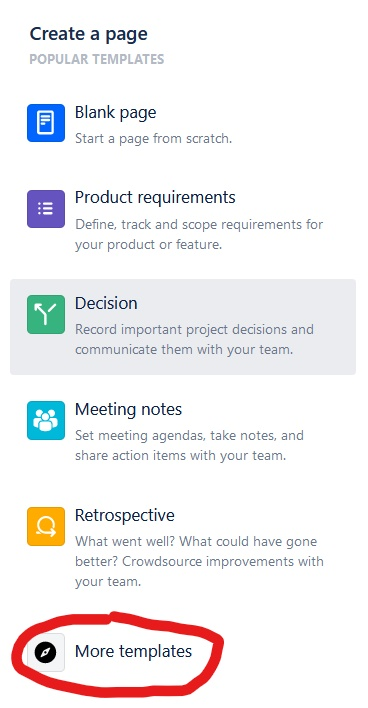 Create a page
POPULAR TEMPLATES
Blank page
Start a page from scratch.
Product requirements
Define, track and scope requirements for
your product or feature.
Decision
Record important project decisions and
communicate them with your team.
Meeting notes
Set meeting agendas, take notes, and
share action items with your team.
Retrospective
What went well? What could have gone
better? Crowdsource improvements with
your team.
More templates